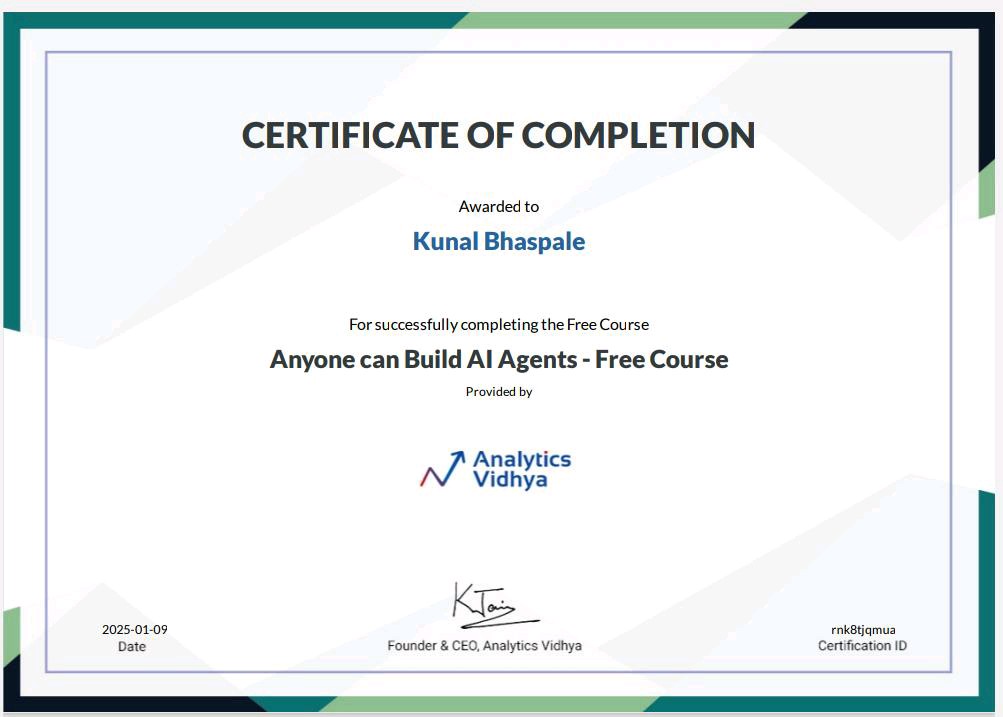 CERTIFICATE OF COMPLETION
Awarded to
Kunal Bhaspale
For successfully completing the Free Course
Anyone can Build AI Agents - Free Course
Provided by
Analytics
Vidhya
KJain
2025-01-09
Date
Founder & CEO, Analytics Vidhya
rnk8tjqmua
Certification ID